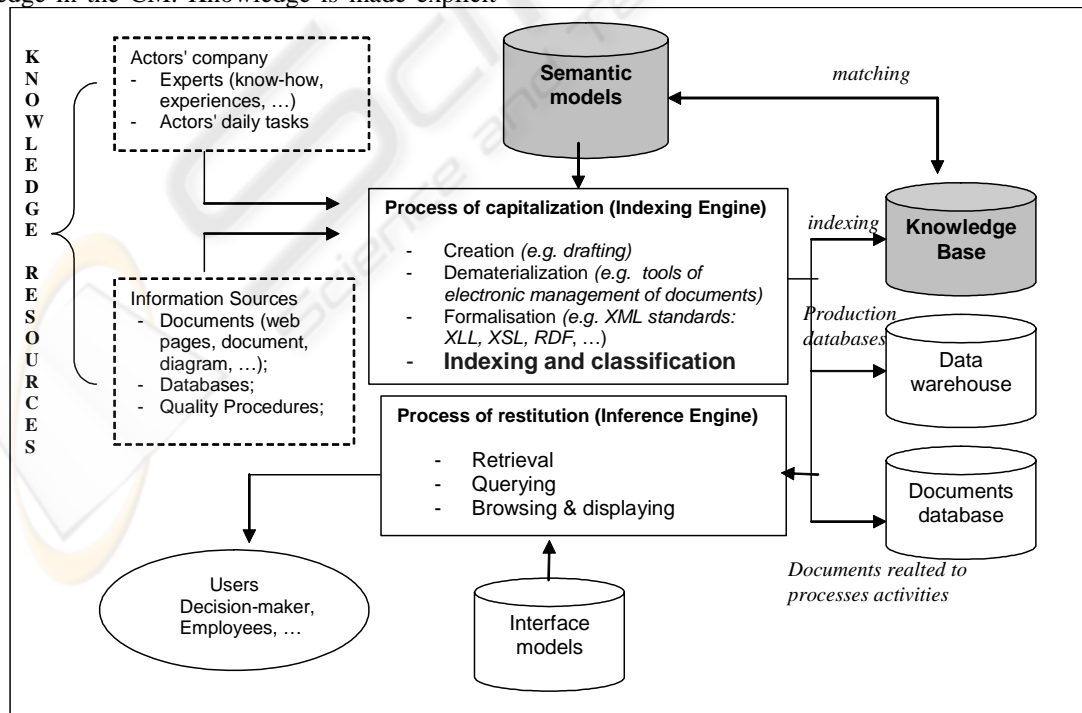 edge in the CM. Knowledge is made explicit
KNOWLEDGE RESOURCES
Actors' company
- Experts (know-how,
experiences, …)
- Actors' daily tasks
Semantic
models
matching
Process of capitalization (Indexing Engine)
- Creation (e.g. drafting)
- Dematerialization (e.g. tools of
electronic management of documents)
- Formalisation (e.g. XML standards:
XLL, XSL, RDF, …)
- Indexing and classification
indexing
Knowledge
Base
Information Sources
- Documents (web
pages, document,
diagram, …);
- Databases;
- Quality Procedures;
Production
databases
Data
warehouse
Process of restitution (Inference Engine)
- Retrieval
- Querying
- Browsing & displaying
Documents
database
Documents realted to
processes activities
Users
Decision-maker,
Employees, …
Interface
models